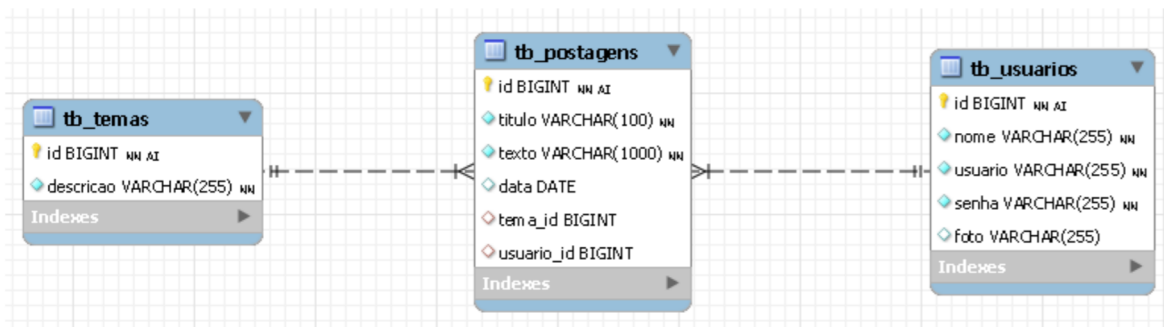 tb_temas
id BIGINT NN AI
descricao VARCHAR(255) NN
Indexes
tb_postagens
id BIGINT NN AI
titulo VARCHAR(100) NN
texto VARCHAR(1000) NN
data DATE
tema_id BIGINT
usuario_id BIGINT
Indexes
tb_usuarios
id BIGINT NN AI
nome VARCHAR(255) NN
usuario VARCHAR(255) NN
senha VARCHAR(255) NN
foto VARCHAR(255)
Indexes